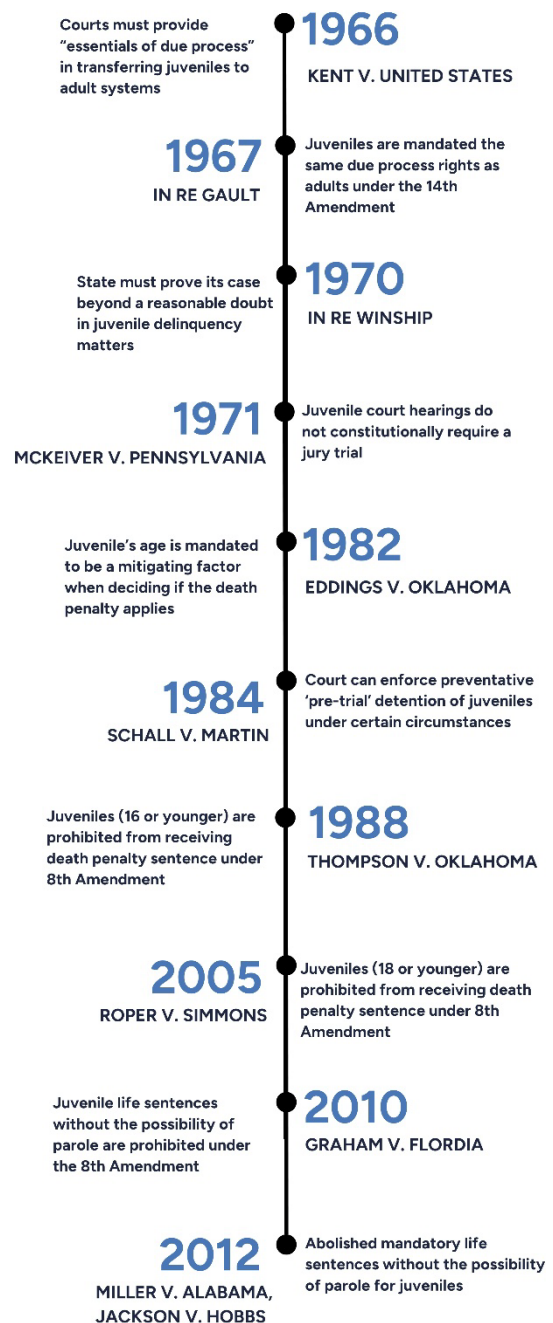 1966
KENT V. UNITED STATES
Courts must provide
“essentials of due process”
in transferring juveniles to
adult systems
1967
IN RE GAULT
Juveniles are mandated the
same due process rights as
adults under the 14th
Amendment
1970
IN RE WINSHIP
State must prove its case
beyond a reasonable doubt
in juvenile delinquency
matters
1971
MCKEIVER V. PENNSYLVANIA
Juvenile court hearings do
not constitutionally require a
jury trial
1982
EDDINGS V. OKLAHOMA
Juvenile’s age is mandated
to be a mitigating factor
when deciding if the death
penalty applies
1984
SCHALL V. MARTIN
Court can enforce preventative
‘pre-trial’ detention of juveniles
under certain circumstances
1988
THOMPSON V. OKLAHOMA
Juveniles (16 or younger) are
prohibited from receiving
death penalty sentence under
8th Amendment
2005
ROPER V. SIMMONS
Juveniles (18 or younger) are
prohibited from receiving death
penalty sentence under 8th
Amendment
2010
GRAHAM V. FLORDIA
Juvenile life sentences
without the possibility of
parole are prohibited under
the 8th Amendment
2012
MILLER V. ALABAMA,
JACKSON V. HOBBS
Abolished mandatory life
sentences without the possibility
of parole for juveniles